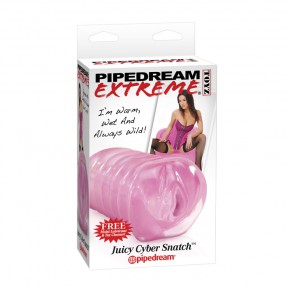 PIPEDREAM
EXTREME TOYZ
I'm Warm,
Wet And
Always Wild!
FREE
Juicy Cyber Snatch™
pipedream®